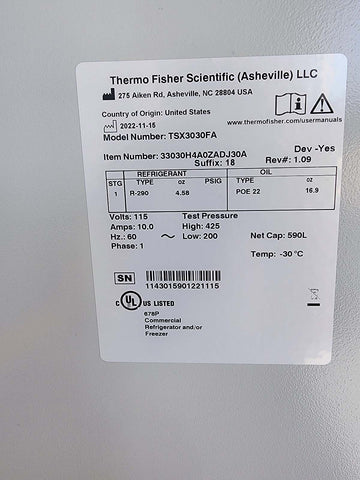 Thermo Fisher Scientific (Asheville) LLC
275 Aiken Rd, Asheville, NC 28804 USA
Country of Origin: United States
2022-11-15
www.thermofisher.com/usermanuals
Model Number: TSX3030FA
Dev -Yes
Item Number: 33030H4A0ZADJ30A
Rev#: 1.09
Suffix: 18
REFRIGERANT OIL
STG TYPE oz PSIG TYPE oz
1 R-290 4.58 POE 22 16.9
Volts: 115 Test Pressure
Amps: 10.0 High: 425
Hz: 60 ~ Low: 200 Net Cap: 590L
Phase: 1
Temp: -30 °C
SN
1143015901221115
C UL US LISTED
678P
Commercial
Refrigerator and/or
Freezer